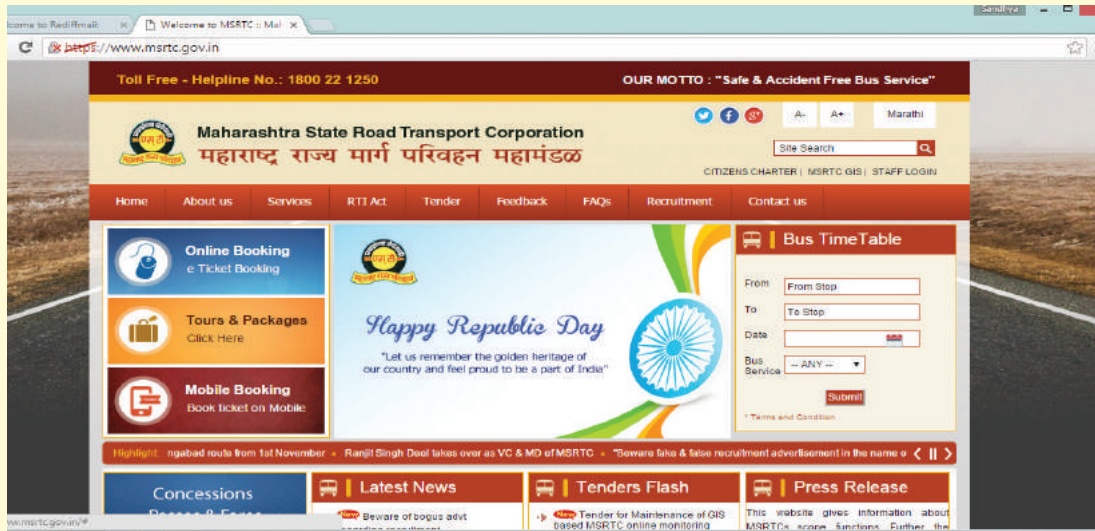 Sandhya
lcome to Rediffmail:
Welcome to MSRTC :: Mah
https://www.msrtc.gov.in
Toll Free - Helpline No.: 1800 22 1250
OUR MOTTO : "Safe & Accident Free Bus Service"
Maharashtra State Road Transport Corporation
महाराष्ट्र राज्य मार्ग परिवहन महामंडळ
A-
A+
Marathi
Site Search
CITIZENS CHARTER | MSRTC GIS | STAFF LOGIN
Home About us Services RTI Act Tender Feedback FAQs Recruitment Contact us
Online Booking
e Ticket Booking
Tours & Packages
Click Here
Mobile Booking
Book ticket on Mobile
Happy Republic Day
"Let us remember the golden heritage of
our country and feel proud to be a part of India"
Bus TimeTable
From From Stop
To To Stop
Date
Bus
Service -- ANY --
Submit
* Terms and Condition
Highlight: ngabad route from 1st November • Ranjit Singh Deol takes over as VC & MD of MSRTC • "Beware fake & false recruitment advertisement in the name o
Concessions
Latest News
New Beware of bogus advt
Tenders Flash
New Tender for Maintenance of GIS
based MSRTC online monitoring
Press Release
This website gives information about
MSRTCs scope functions Further the
ww.msrtc.gov.in/#